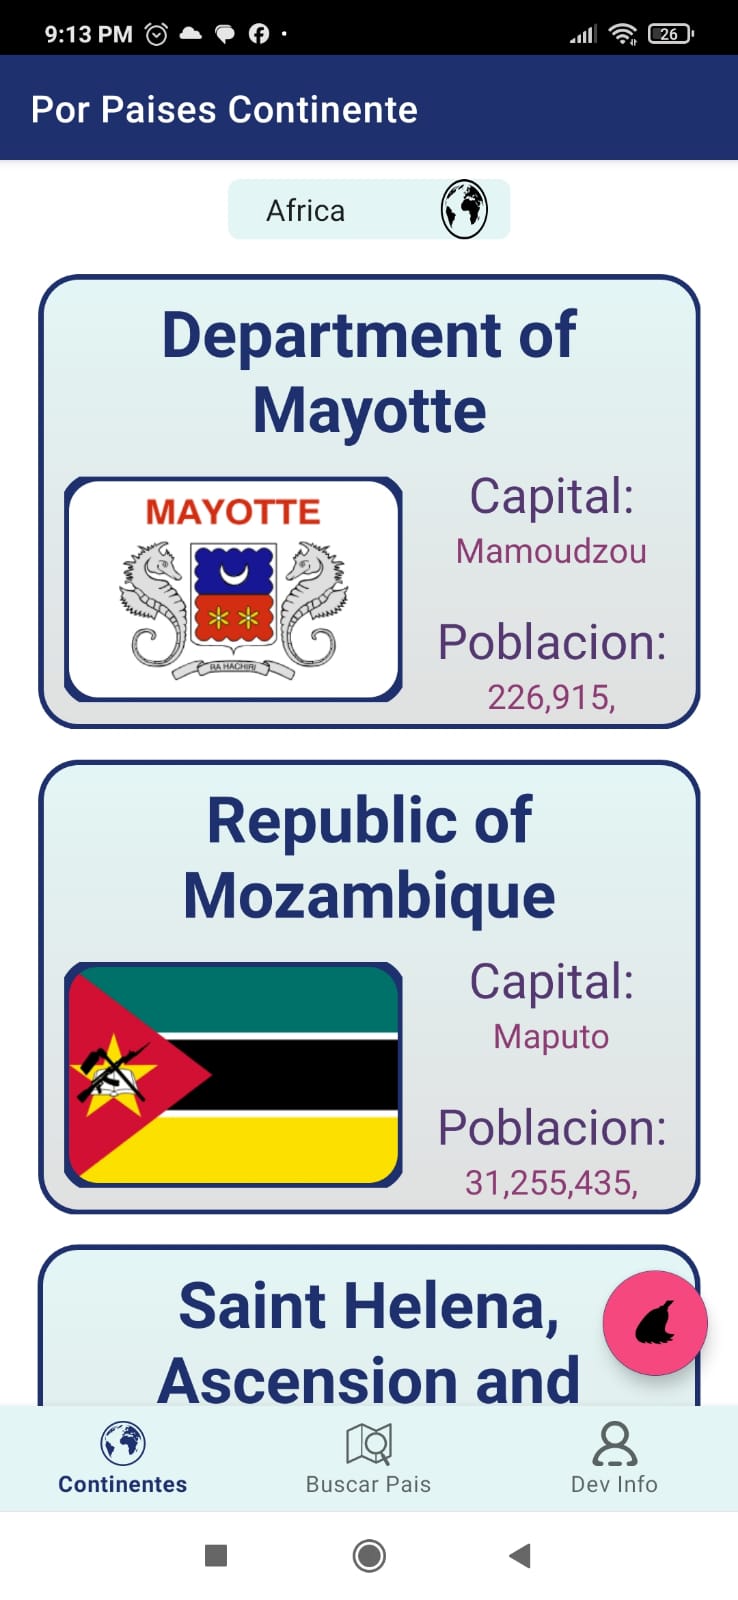 9:13 PM
26
Por Paises Continente
Africa
Department of
Mayotte
MAYOTTE
RA HACHIRI
Capital:
Mamoudzou
Poblacion:
226,915,
Republic of
Mozambique
Capital:
Maputo
Poblacion:
31,255,435,
Saint Helena,
Ascension and
Continentes
Buscar Pais
Dev Info